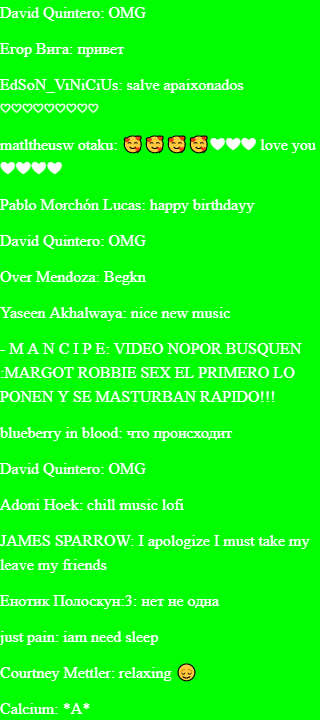 David Quintero: OMG
Егор Вига: привет
EdSoN_ViNiCiUs: salve apaixonados
♡♡♡♡♡♡♡♡♡
matltheusw otaku: 🥰🥰🥰🥰🤍🤍🤍 love you
🤍🤍🤍🤍
Pablo Morchón Lucas: happy birthdayy
David Quintero: OMG
Over Mendoza: Begkn
Yaseen Akhalwaya: nice new music
- M A N C I P E: VIDEO NOPOR BUSQUEN
:MARGOT ROBBIE SEX EL PRIMERO LO
PONEN Y SE MASTURBAN RAPIDO!!!
blueberry in blood: что происходит
David Quintero: OMG
Adoni Hoek: chill music lofi
JAMES SPARROW: I apologize I must take my
leave my friends
Енотик Полоскун:3: нет не одна
just pain: iam need sleep
Courtney Mettler: relaxing 😌
Calcium: *A*